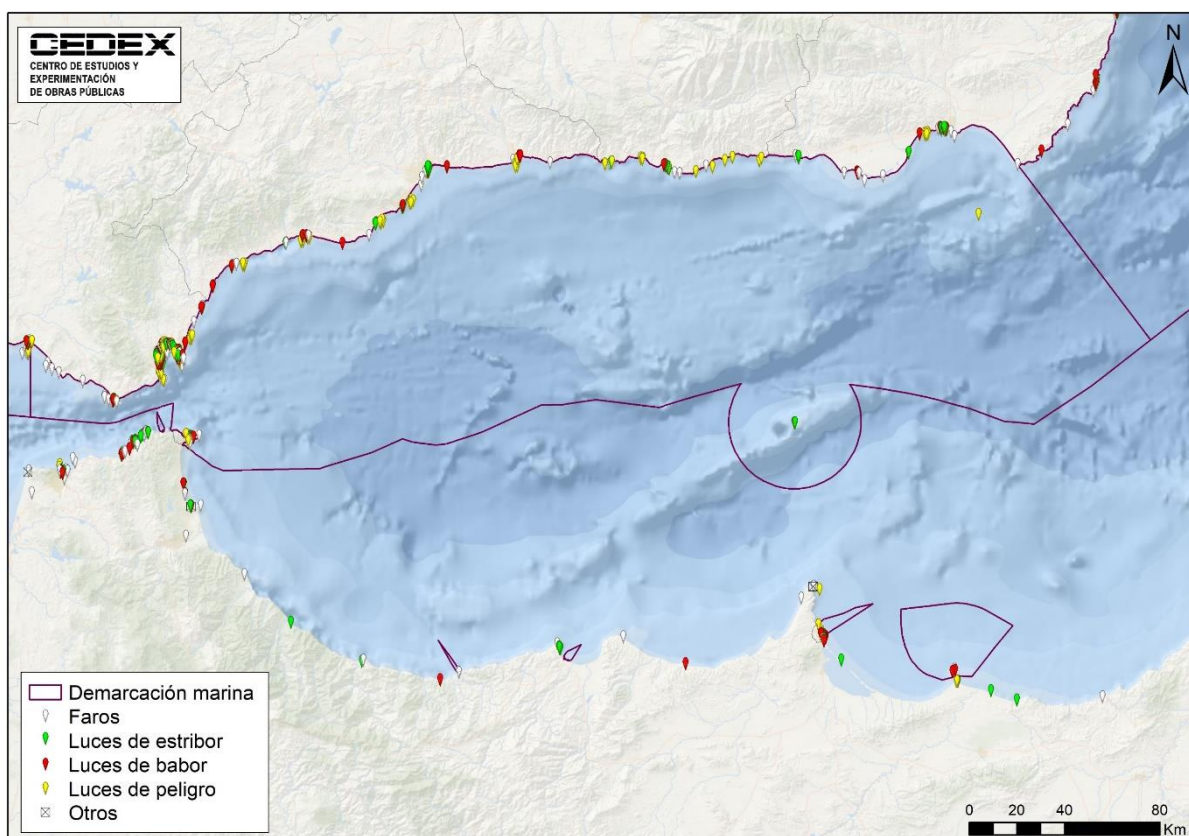 CEDEX
CENTRO DE ESTUDIOS Y
EXPERIMENTACIÓN
DE OBRAS PÚBLICAS
N
Demarcación marina
Faros
Luces de estribor
Luces de babor
Luces de peligro
Otros
0 20 40 80
Km